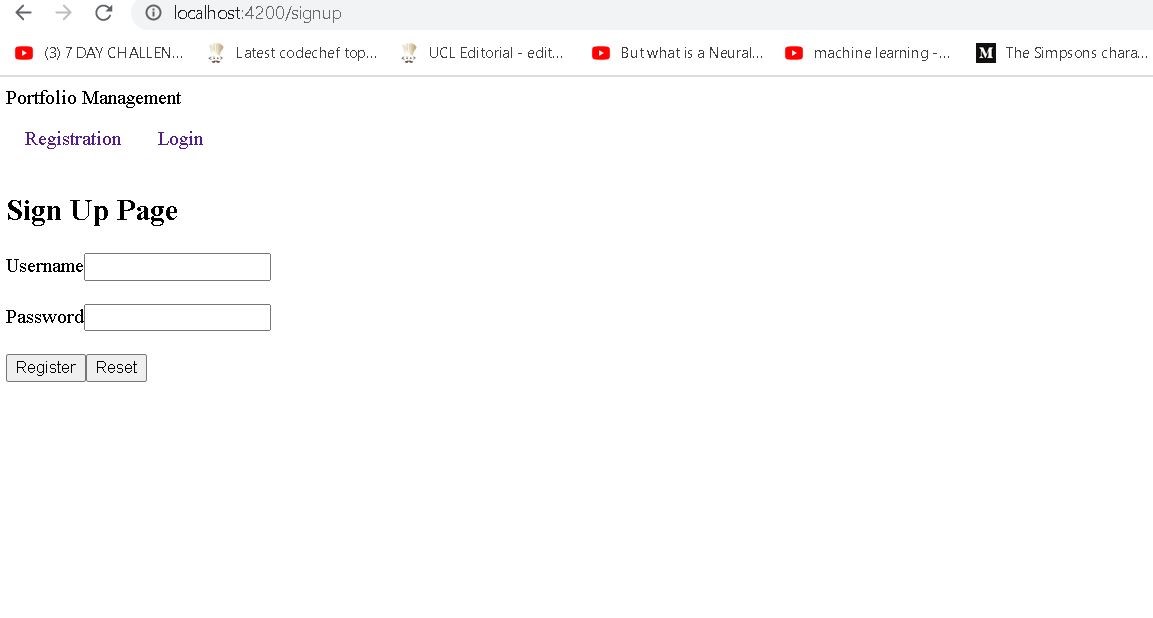 localhost:4200/signup
(3) 7 DAY CHALLEN... Latest codechef top... UCL Editorial - edit... But what is a Neural... machine learning -... M The Simpsons chara...
Portfolio Management
Registration Login
Sign Up Page
Username
Password
Register Reset